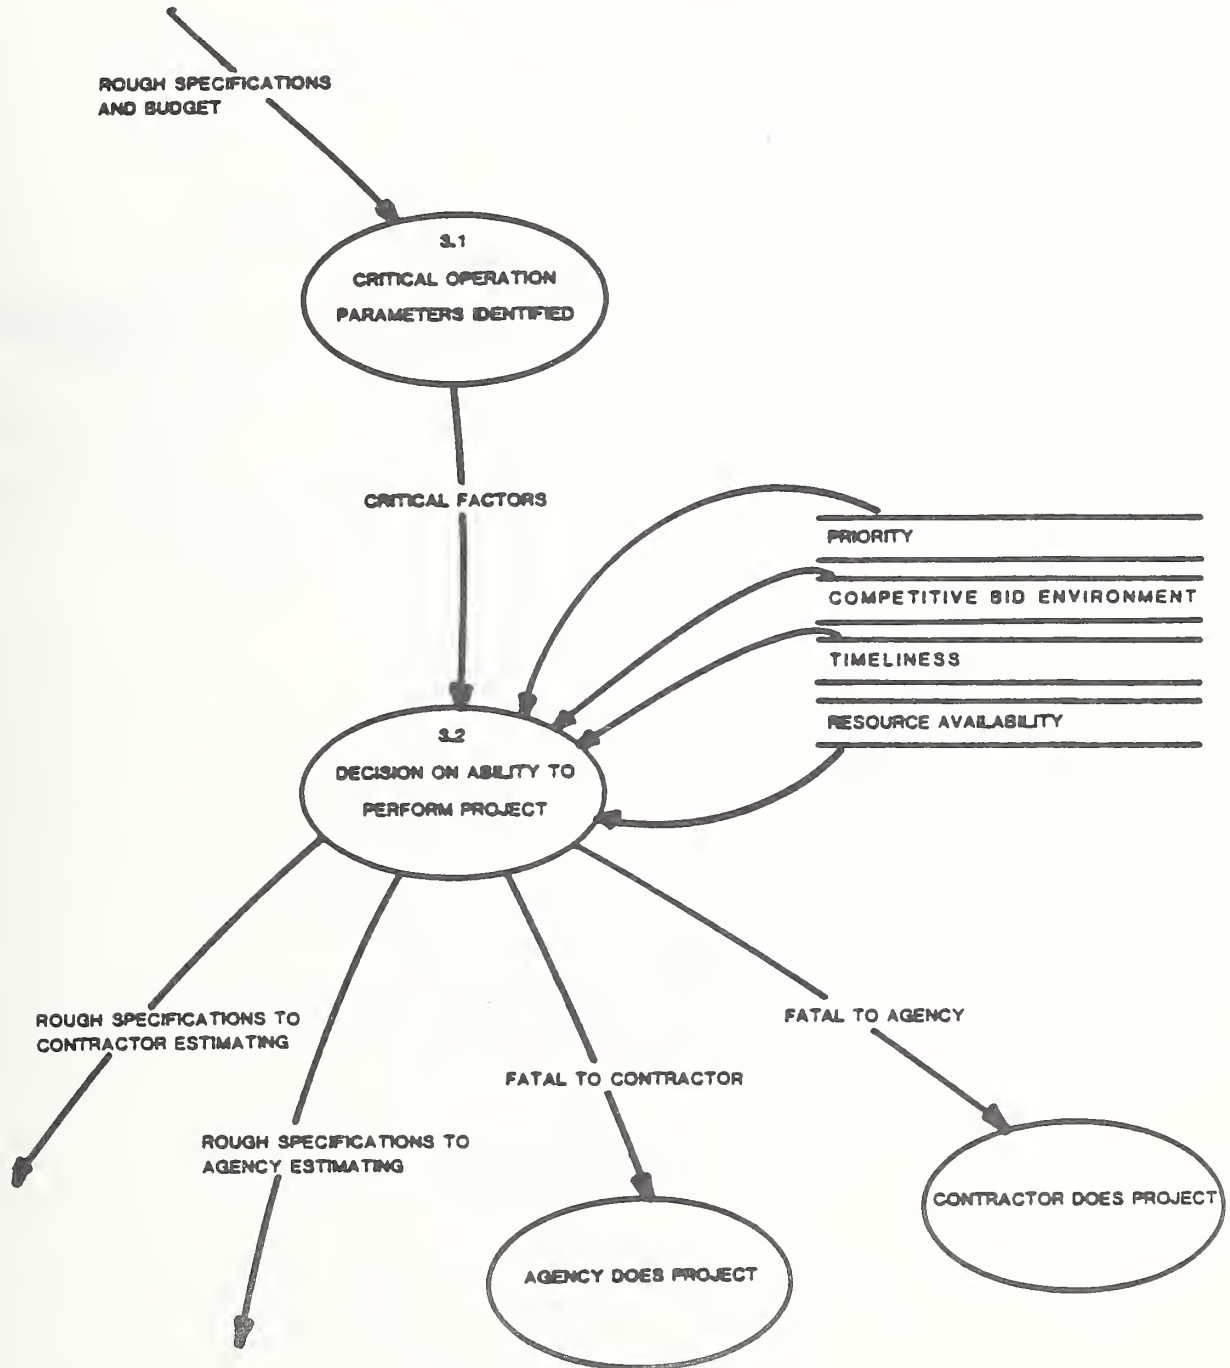 ROUGH SPECIFICATIONS
AND BUDGET
3.1
CRITICAL OPERATION
PARAMETERS IDENTIFIED
CRITICAL FACTORS
PRIORITY
COMPETITIVE BID ENVIRONMENT
TIMELINESS
RESOURCE AVAILABILITY
3.2
DECISION ON ABILITY TO
PERFORM PROJECT
ROUGH SPECIFICATIONS TO
CONTRACTOR ESTIMATING
ROUGH SPECIFICATIONS TO
AGENCY ESTIMATING
FATAL TO CONTRACTOR
FATAL TO AGENCY
AGENCY DOES PROJECT
CONTRACTOR DOES PROJECT